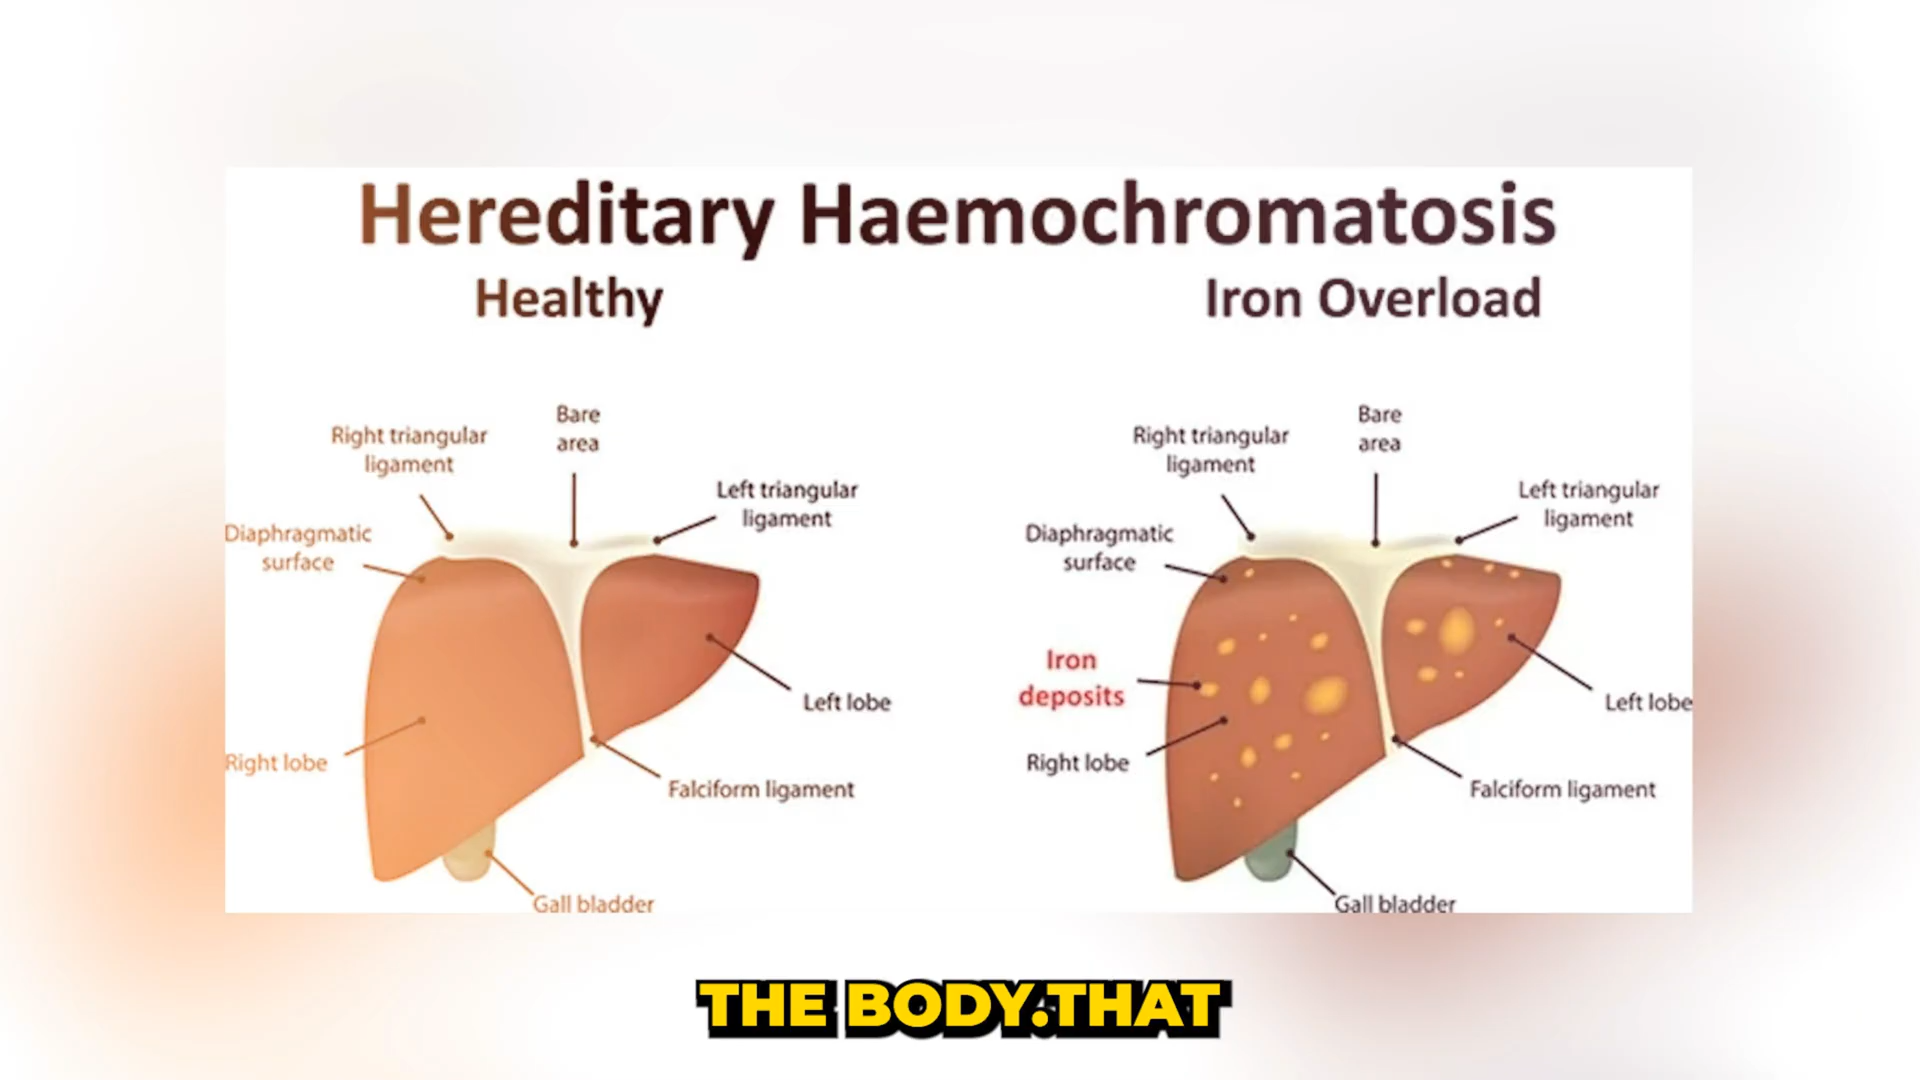 Hereditary Haemochromatosis
Healthy
Iron Overload
Bare
area
Right triangular
ligament
Left triangular
ligament
Diaphragmatic
surface
Left lobe
Right lobe
Falciform ligament
Gall bladder
Bare
area
Right triangular
ligament
Left triangular
ligament
Diaphragmatic
surface
Iron
deposits
Left lobe
Right lobe
Falciform ligament
Gall bladder
THE BODY.THAT